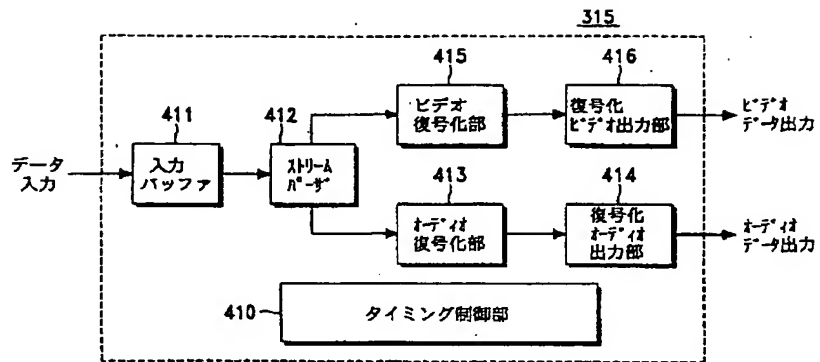 315
415
416
ビデオ
復号化部
復号化
ビデオ出力部
ビデオ
データ出力
411
412
データ
入力
入力
バッファ
ストリーム
パーザ
413
414
オーディオ
復号化部
復号化
オーディオ
出力部
オーディオ
データ出力
410
タイミング制御部